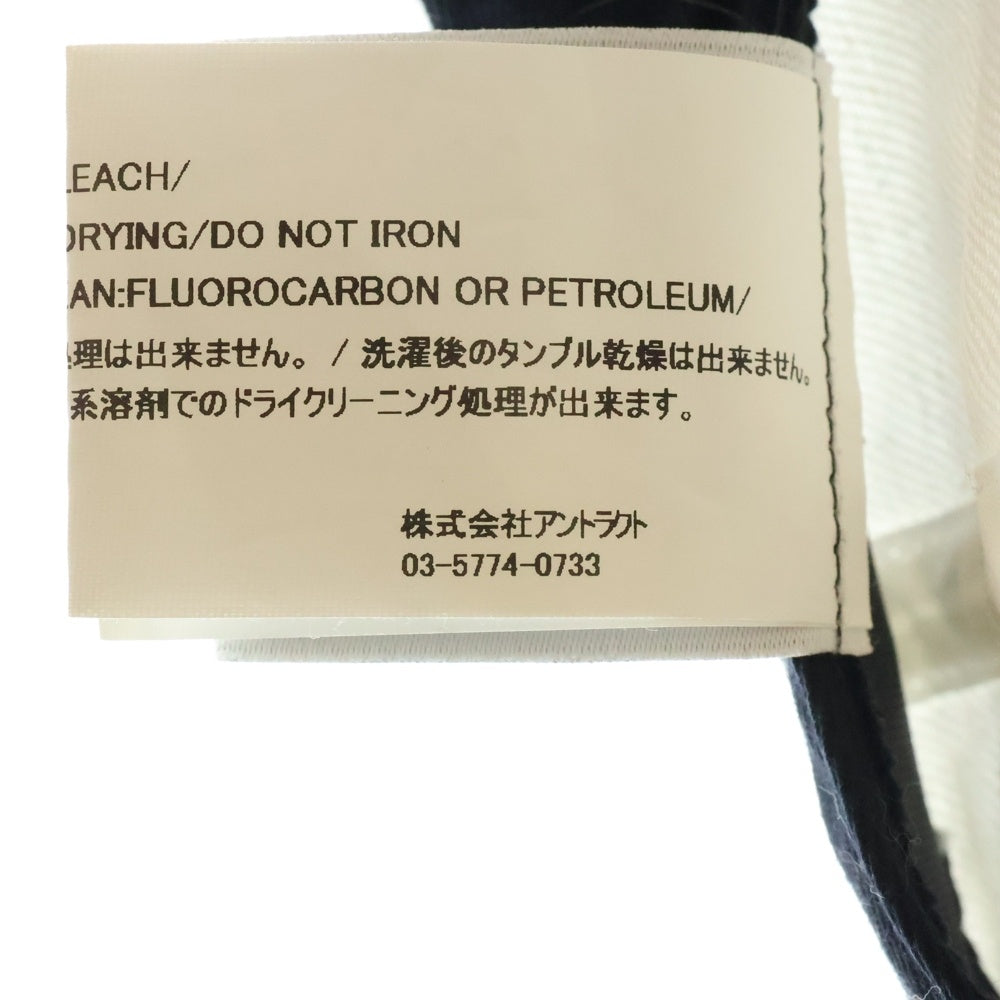 LEACH/
DRYING/DO NOT IRON
AN:FLUOROCARBON OR PETROLEUM/
理は出来ません。 / 洗濯後のタンブル乾燥は出来ません。
系溶剤でのドライクリーニング処理が出来ます。
株式会社アントラクト
03-5774-0733